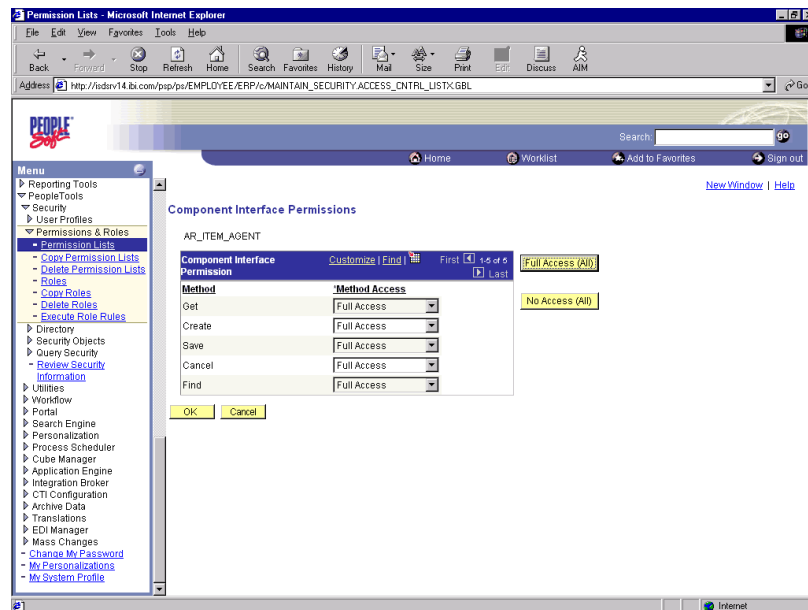 Permission Lists - Microsoft Internet Explorer
File Edit View Favorites Tools Help
Back Forward Stop Refresh Home Search Favorites History Mail Size Print Edit Discuss AIM
Address http://isdsrv14.ibi.com/psp/ps/EMPLOYEE/ERP/c/MAINTAIN_SECURITY.ACCESS_CNTRL_LISTX.GBL Go
PEOPLE Soft
Search: go
Home Worklist Add to Favorites Sign out
Menu
New Window | Help
Reporting Tools
PeopleTools
Security
User Profiles
Permissions & Roles
- Permission Lists
- Copy Permission Lists
- Delete Permission Lists
- Roles
- Copy Roles
- Delete Roles
- Execute Role Rules
Directory
Security Objects
Query Security
- Review Security
Information
Utilities
Workflow
Portal
Search Engine
Personalization
Process Scheduler
Cube Manager
Application Engine
Integration Broker
CTI Configuration
Archive Data
Translations
EDI Manager
Mass Changes
- Change My Password
- My Personalizations
- My System Profile
Component Interface Permissions
AR_ITEM_AGENT
Component Interface Permission Customize | Find | First 1-5 of 5 Last
Full Access (All)
Method *Method Access
No Access (All)
Get Full Access
Create Full Access
Save Full Access
Cancel Full Access
Find Full Access
OK Cancel
Internet